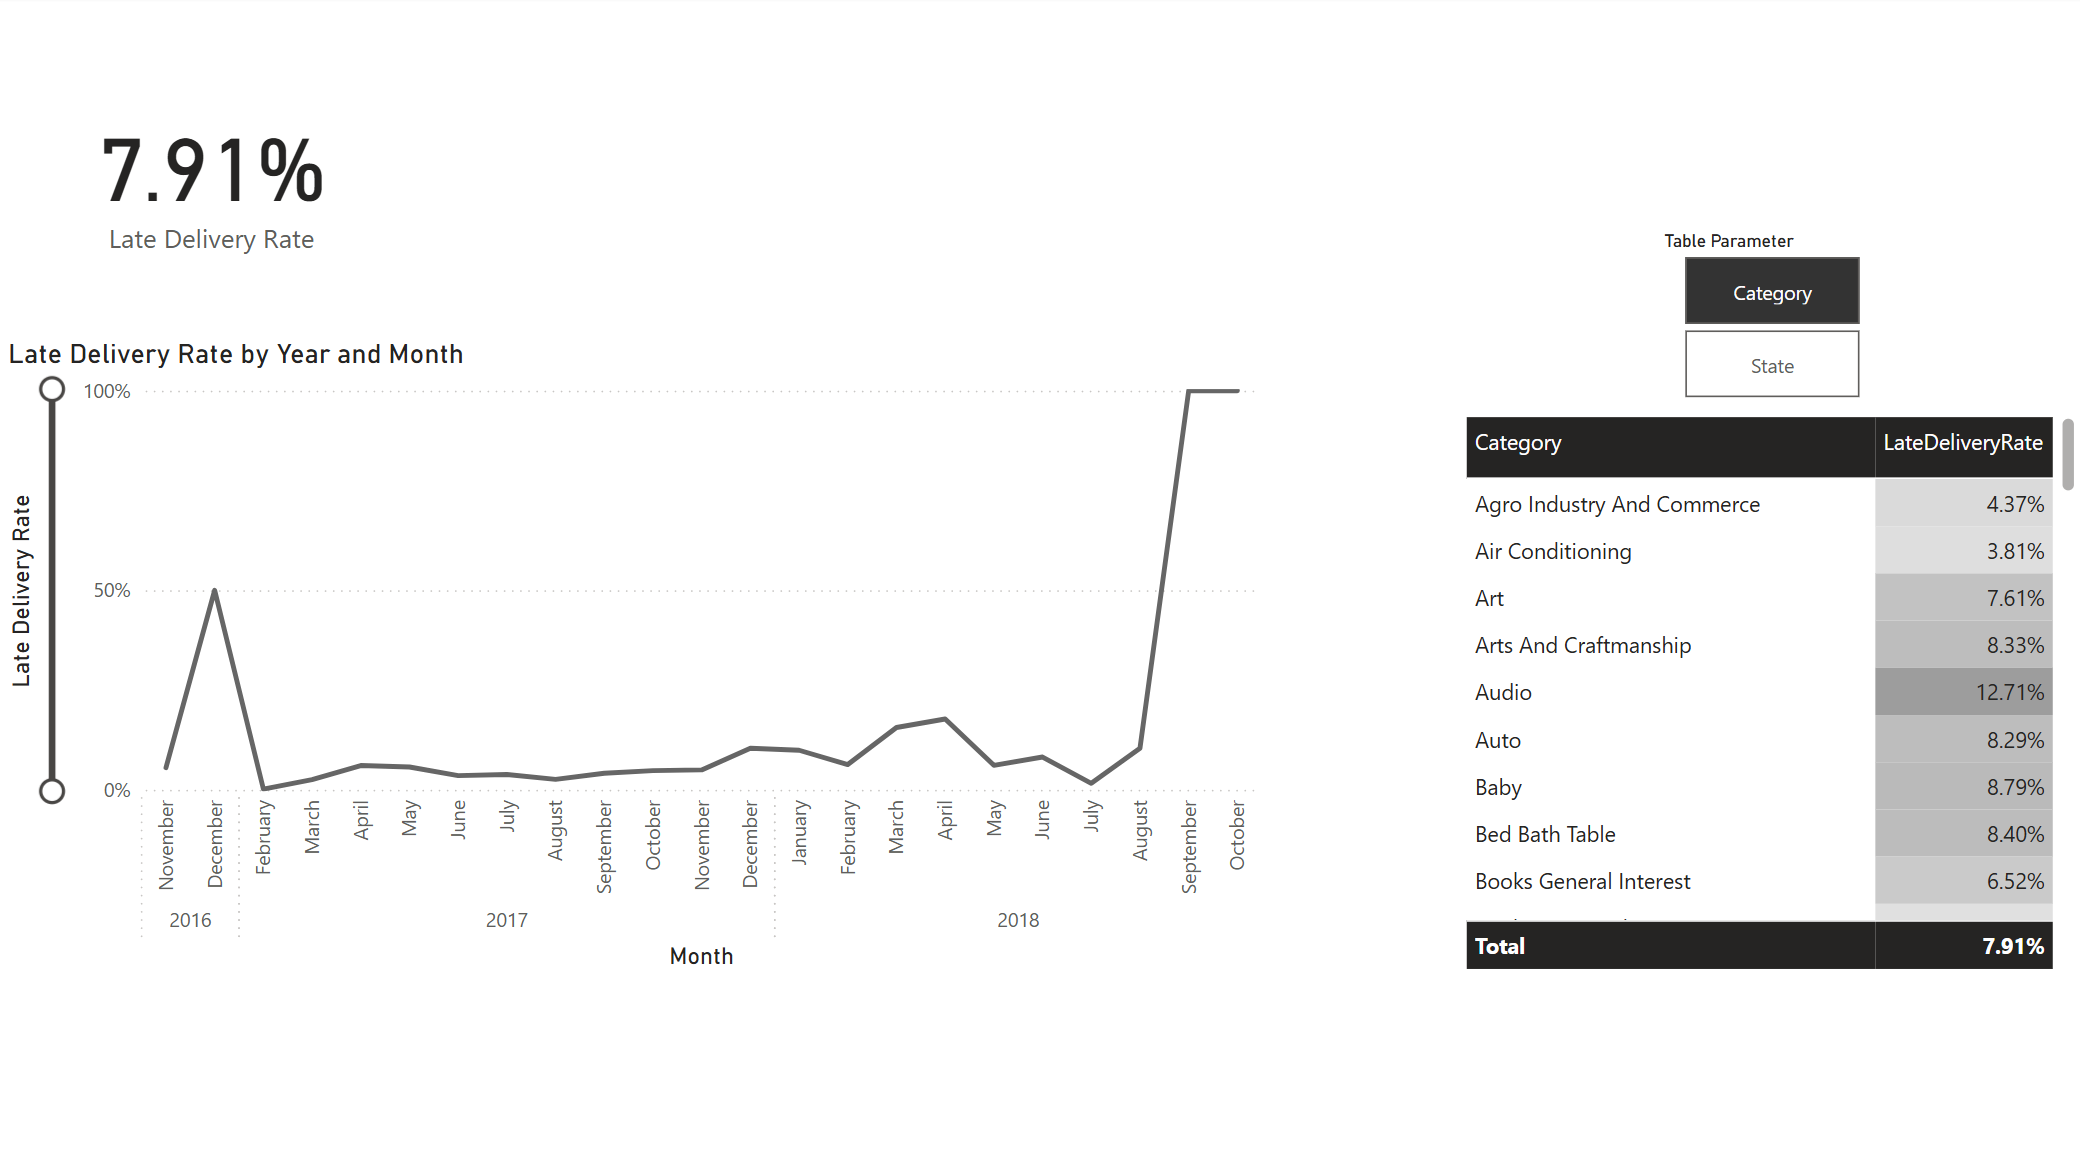 7.91%
Late Delivery Rate
Table Parameter
Category
State
Late Delivery Rate by Year and Month
Late Delivery Rate
100%
50%
0%
November
December
February
March
April
May
June
July
August
September
October
November
December
January
February
March
April
May
June
July
August
September
October
2016
2017
2018
Month
Category LateDeliveryRate
Agro Industry And Commerce 4.37%
Air Conditioning 3.81%
Art 7.61%
Arts And Craftmanship 8.33%
Audio 12.71%
Auto 8.29%
Baby 8.79%
Bed Bath Table 8.40%
Books General Interest 6.52%
Total 7.91%